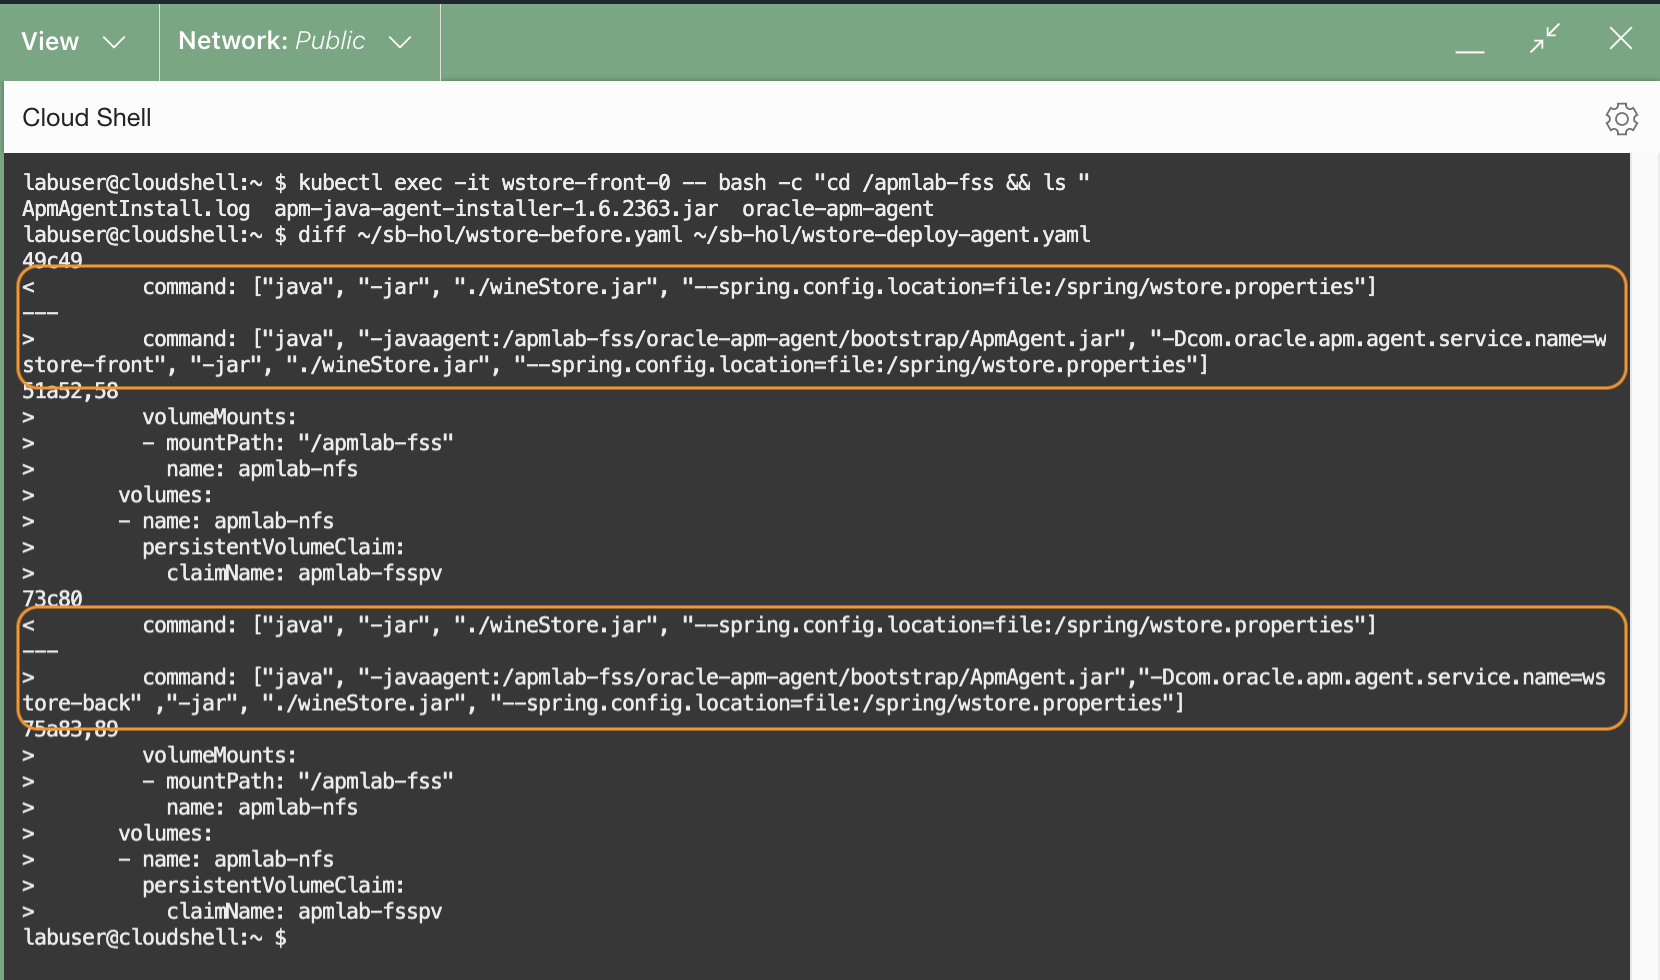 View
Network: Public
Cloud Shell
labuser@cloudshell:~ $ kubectl exec -it wstore-front-0 -- bash -c "cd /apmlab-fss && ls "
ApmAgentInstall.log  apm-java-agent-installer-1.6.2363.jar  oracle-apm-agent
labuser@cloudshell:~ $ diff ~/sb-hol/wstore-before.yaml ~/sb-hol/wstore-deploy-agent.yaml
49c49
<         command: ["java", "-jar", "./wineStore.jar", "--spring.config.location=file:/spring/wstore.properties"]
---
>         command: ["java", "-javaagent:/apmlab-fss/oracle-apm-agent/bootstrap/ApmAgent.jar", "-Dcom.oracle.apm.agent.service.name=w
store-front", "-jar", "./wineStore.jar", "--spring.config.location=file:/spring/wstore.properties"]
51a52,58
>         volumeMounts:
>         - mountPath: "/apmlab-fss"
>           name: apmlab-nfs
>       volumes:
>       - name: apmlab-nfs
>         persistentVolumeClaim:
>           claimName: apmlab-fsspv
73c80
<         command: ["java", "-jar", "./wineStore.jar", "--spring.config.location=file:/spring/wstore.properties"]
---
>         command: ["java", "-javaagent:/apmlab-fss/oracle-apm-agent/bootstrap/ApmAgent.jar","-Dcom.oracle.apm.agent.service.name=ws
tore-back" ,"-jar", "./wineStore.jar", "--spring.config.location=file:/spring/wstore.properties"]
75a83,89
>         volumeMounts:
>         - mountPath: "/apmlab-fss"
>           name: apmlab-nfs
>       volumes:
>       - name: apmlab-nfs
>         persistentVolumeClaim:
>           claimName: apmlab-fsspv
labuser@cloudshell:~ $